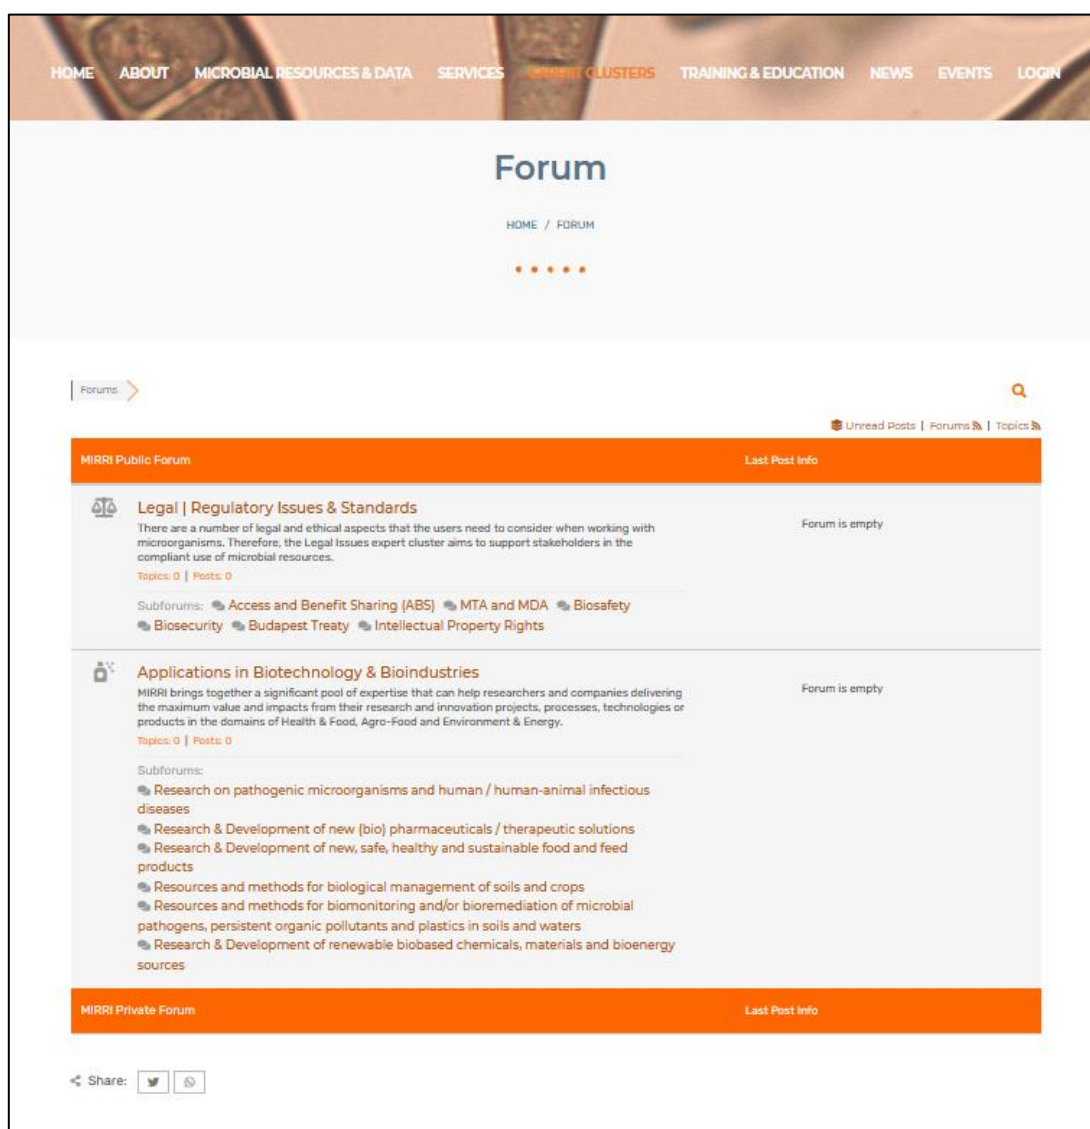 HOME ABOUT MICROBIAL RESOURCES & DATA SERVICES EXPERT CLUSTERS TRAINING & EDUCATION NEWS EVENTS LOGIN
Forum
HOME / FORUM
Forums
Unread Posts | Forums | Topics
MIRRI Public Forum Last Post Info
Legal | Regulatory Issues & Standards
There are a number of legal and ethical aspects that the users need to consider when working with
microorganisms. Therefore, the Legal Issues expert cluster aims to support stakeholders in the
compliant use of microbial resources.
Forum is empty
Topics: 0 | Posts: 0
Subforums: Access and Benefit Sharing (ABS) MTA and MDA Biosafety
Biosecurity Budapest Treaty Intellectual Property Rights
Applications in Biotechnology & Bioindustries
MIRRI brings together a significant pool of expertise that can help researchers and companies delivering
the maximum value and impacts from their research and innovation projects, processes, technologies or
products in the domains of Health & Food, Agro-Food and Environment & Energy.
Forum is empty
Topics: 0 | Posts: 0
Subforums:
Research on pathogenic microorganisms and human / human-animal infectious
diseases
Research & Development of new (bio) pharmaceuticals / therapeutic solutions
Research & Development of new, safe, healthy and sustainable food and feed
products
Resources and methods for biological management of soils and crops
Resources and methods for biomonitoring and/or bioremediation of microbial
pathogens, persistent organic pollutants and plastics in soils and waters
Research & Development of renewable biobased chemicals, materials and bioenergy
sources
MIRRI Private Forum Last Post Info
Share: